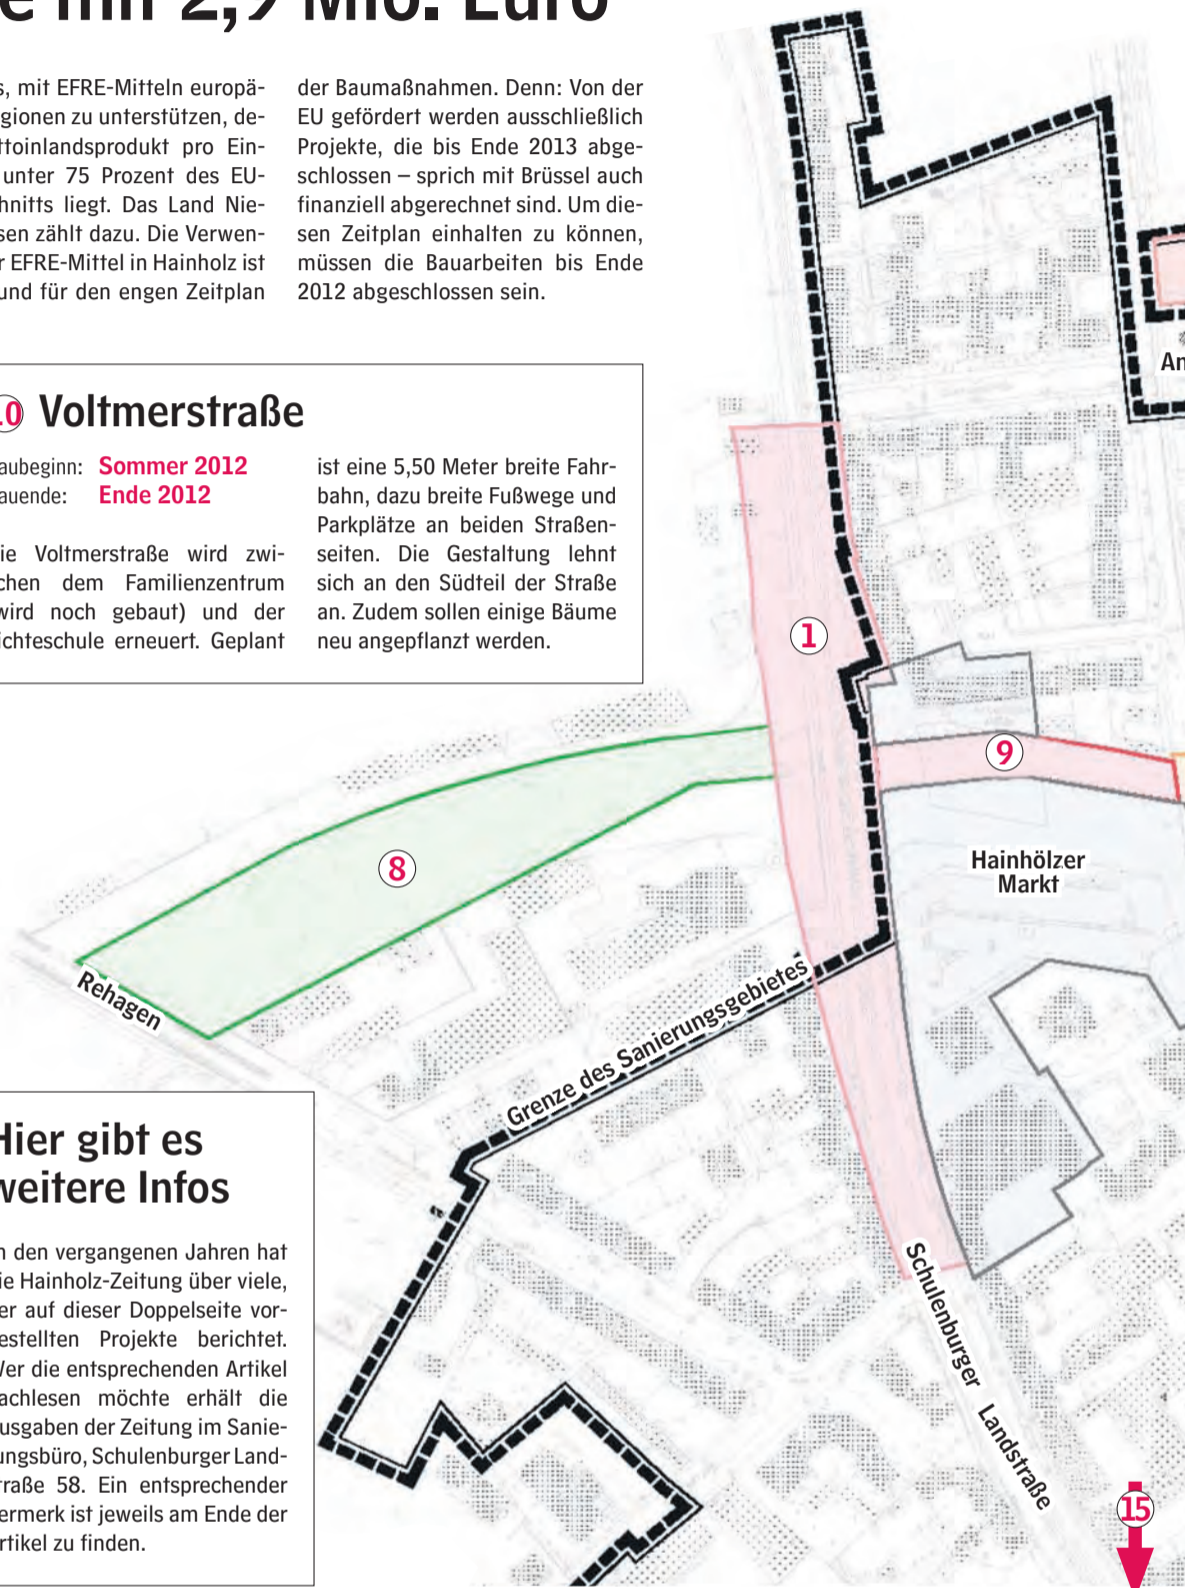 e mit 2,9 Mio. Euro
s, mit EFRE-Mitteln europä-
gionen zu unterstützen, de-
ttoinlandsprodukt pro Ein-
unter 75 Prozent des EU-
hnitts liegt. Das Land Nie-
sen zählt dazu. Die Verwen-
r EFRE-Mittel in Hainholz ist
und für den engen Zeitplan
der Baumaßnahmen. Denn: Von der
EU gefördert werden ausschließlich
Projekte, die bis Ende 2013 abge-
schlossen – sprich mit Brüssel auch
finanziell abgerechnet sind. Um die-
sen Zeitplan einhalten zu können,
müssen die Bauarbeiten bis Ende
2012 abgeschlossen sein.
10 Voltmerstraße
aubeginn: Sommer 2012
auende: Ende 2012
ie Voltmerstraße wird zwi-
chen dem Familienzentrum
wird noch gebaut) und der
ichteschule erneuert. Geplant
ist eine 5,50 Meter breite Fahr-
bahn, dazu breite Fußwege und
Parkplätze an beiden Straßen-
seiten. Die Gestaltung lehnt
sich an den Südteil der Straße
an. Zudem sollen einige Bäume
neu angepflanzt werden.
An
1
9
8
Hainhölzer
Markt
Rehagen
Grenze des Sanierungsgebietes
Schulenburger Landstraße
15
Hier gibt es
weitere Infos
n den vergangenen Jahren hat
ie Hainholz-Zeitung über viele,
er auf dieser Doppelseite vor-
estellten Projekte berichtet.
Wer die entsprechenden Artikel
achlesen möchte erhält die
usgaben der Zeitung im Sanie-
ungsbüro, Schulenburger Land-
traße 58. Ein entsprechender
ermerk ist jeweils am Ende der
rtikel zu finden.